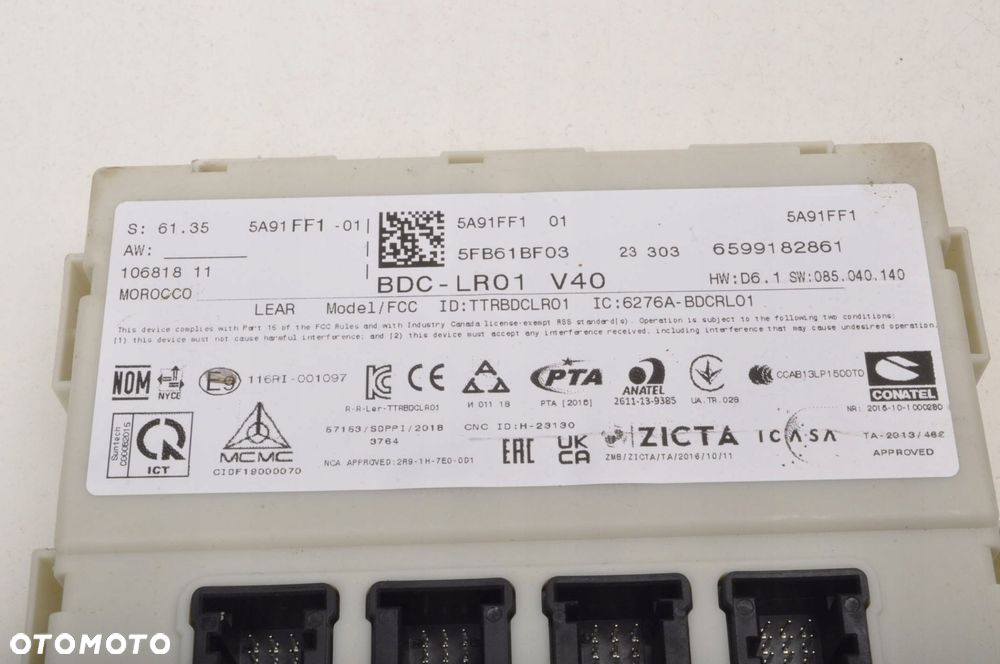 S: 61.35 5A91FF1 -01 5A91FF1 01 5A91FF1
AW: 5FB61BF03 23 303 6599182861
106818 11 BDC-LR01 V40 HW:D6.1 SW:085.040.140
MOROCCO
LEAR Model/FCC ID:TTRBDCLR01 IC:6276A-BDCRL01
This device complies with Part 15 of the FCC Rules and with Industry Canada license-exempt RSS standard(s). Operation is subject to the following two conditions:
(1) this device must not cause harmful interference; and (2) this device must accept any interference received, including interference that may cause undesired operation.
NOM NYCE 116RI-001097 CE PTA ANATEL CCAB13LP1500TD CONATEL
R-R-Ler-TTRBDCLR01 И 011 18 PTA [2016] 2611-13-9385 UA.TR.028 NR: 2016-10-1000280
Suntech ICT MCMC 57163/SDPPI/2018 CNC ID:H-23130 ZICTA ICASA TA-2013/462
3764 EAC UK CA APPROVED
CIDF19000070 NCA APPROVED:2R9-1H-7E0-0D1 ZMB/ZICTA/TA/2016/10/11
OTOMOTO